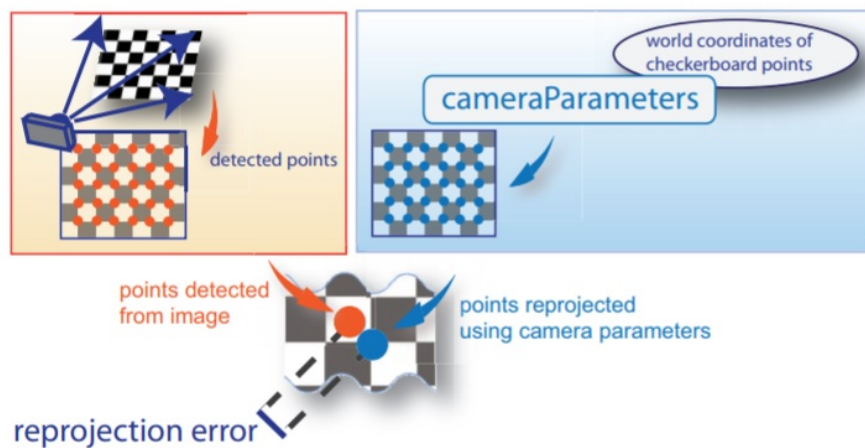 detected points
world coordinates of
checkerboard points
cameraParameters
points detected
from image
points reprojected
using camera parameters
reprojection error